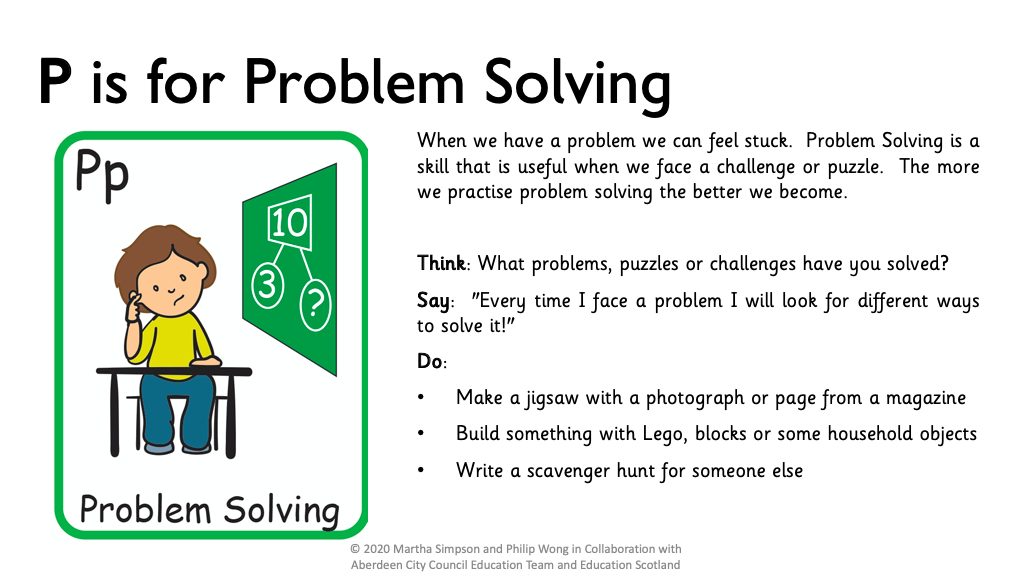 P is for Problem Solving
Pp
10
3
?
Problem Solving
When we have a problem we can feel stuck.  Problem Solving is a
skill that is useful when we face a challenge or puzzle.  The more
we practise problem solving the better we become.
Think: What problems, puzzles or challenges have you solved?
Say:  "Every time I face a problem I will look for different ways
to solve it!"
Do:
• Make a jigsaw with a photograph or page from a magazine
• Build something with Lego, blocks or some household objects
• Write a scavenger hunt for someone else
© 2020 Martha Simpson and Philip Wong in Collaboration with
Aberdeen City Council Education Team and Education Scotland